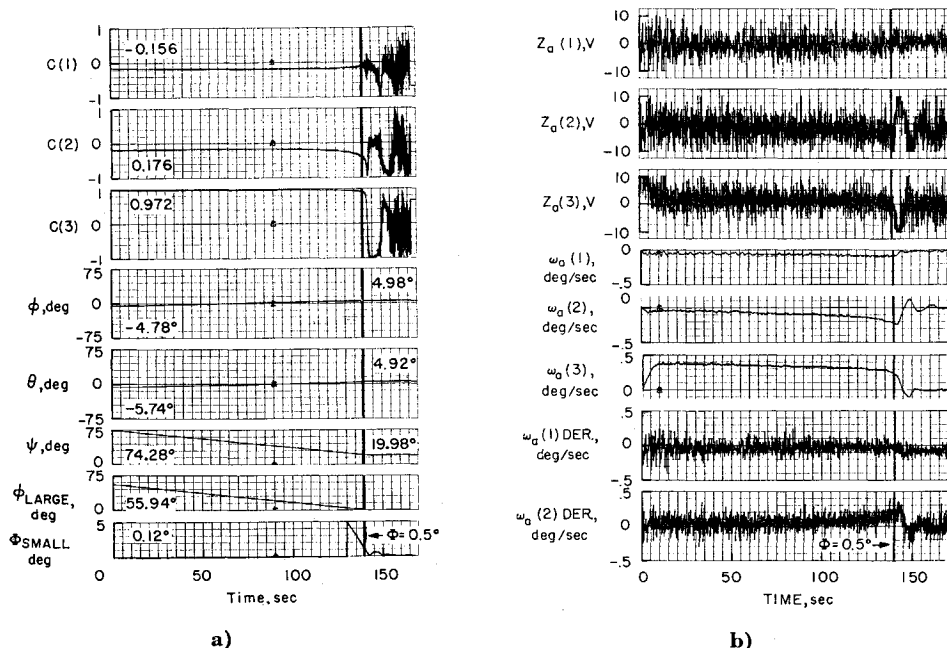 1
-0.156
C(1) 0
-1
1
C(2) 0
0.176
-1
1
0.972
C(3) 0
-1
75
4.98°
ϕ,deg 0
-4.78°
-75
75
4.92°
θ,deg 0
-5.74°
-75
75
ψ,deg
74.28°
19.98°
0
75
ϕLARGE, deg
55.94°
0
5
0.12°
ΦSMALL deg
Φ=0.5°
0
0 50 100 150
Time,sec
a)
10
Za(1),V 0
-10
10
Za(2),V 0
-10
10
Za(3),V 0
-10
0
ωa(1), deg/sec
-.5
0
ωa(2), deg/sec
-.5
.5
ωa(3), deg/sec
0
.5
ωa(1) DER., deg/sec
0
-.5
.5
ωa(2) DER., deg/sec
0
Φ=0.5°
-.5
0 50 100 150
TIME,sec
b)